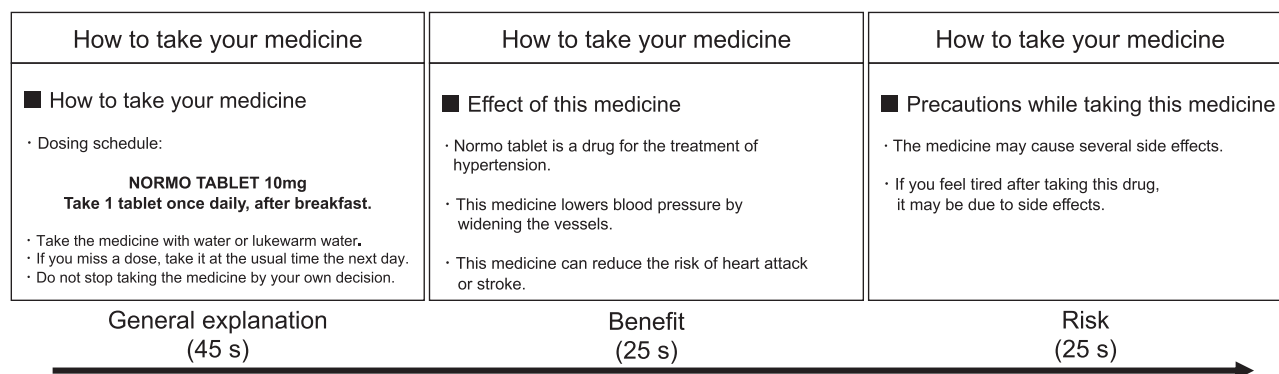 How to take your medicine
■ How to take your medicine
・Dosing schedule:
NORMO TABLET 10mg
Take 1 tablet once daily, after breakfast.
・Take the medicine with water or lukewarm water.
・If you miss a dose, take it at the usual time the next day.
・Do not stop taking the medicine by your own decision.
General explanation
(45 s)
How to take your medicine
■ Effect of this medicine
・Normo tablet is a drug for the treatment of
hypertension.
・This medicine lowers blood pressure by
widening the vessels.
・This medicine can reduce the risk of heart attack
or stroke.
Benefit
(25 s)
How to take your medicine
■ Precautions while taking this medicine
・The medicine may cause several side effects.
・If you feel tired after taking this drug,
it may be due to side effects.
Risk
(25 s)